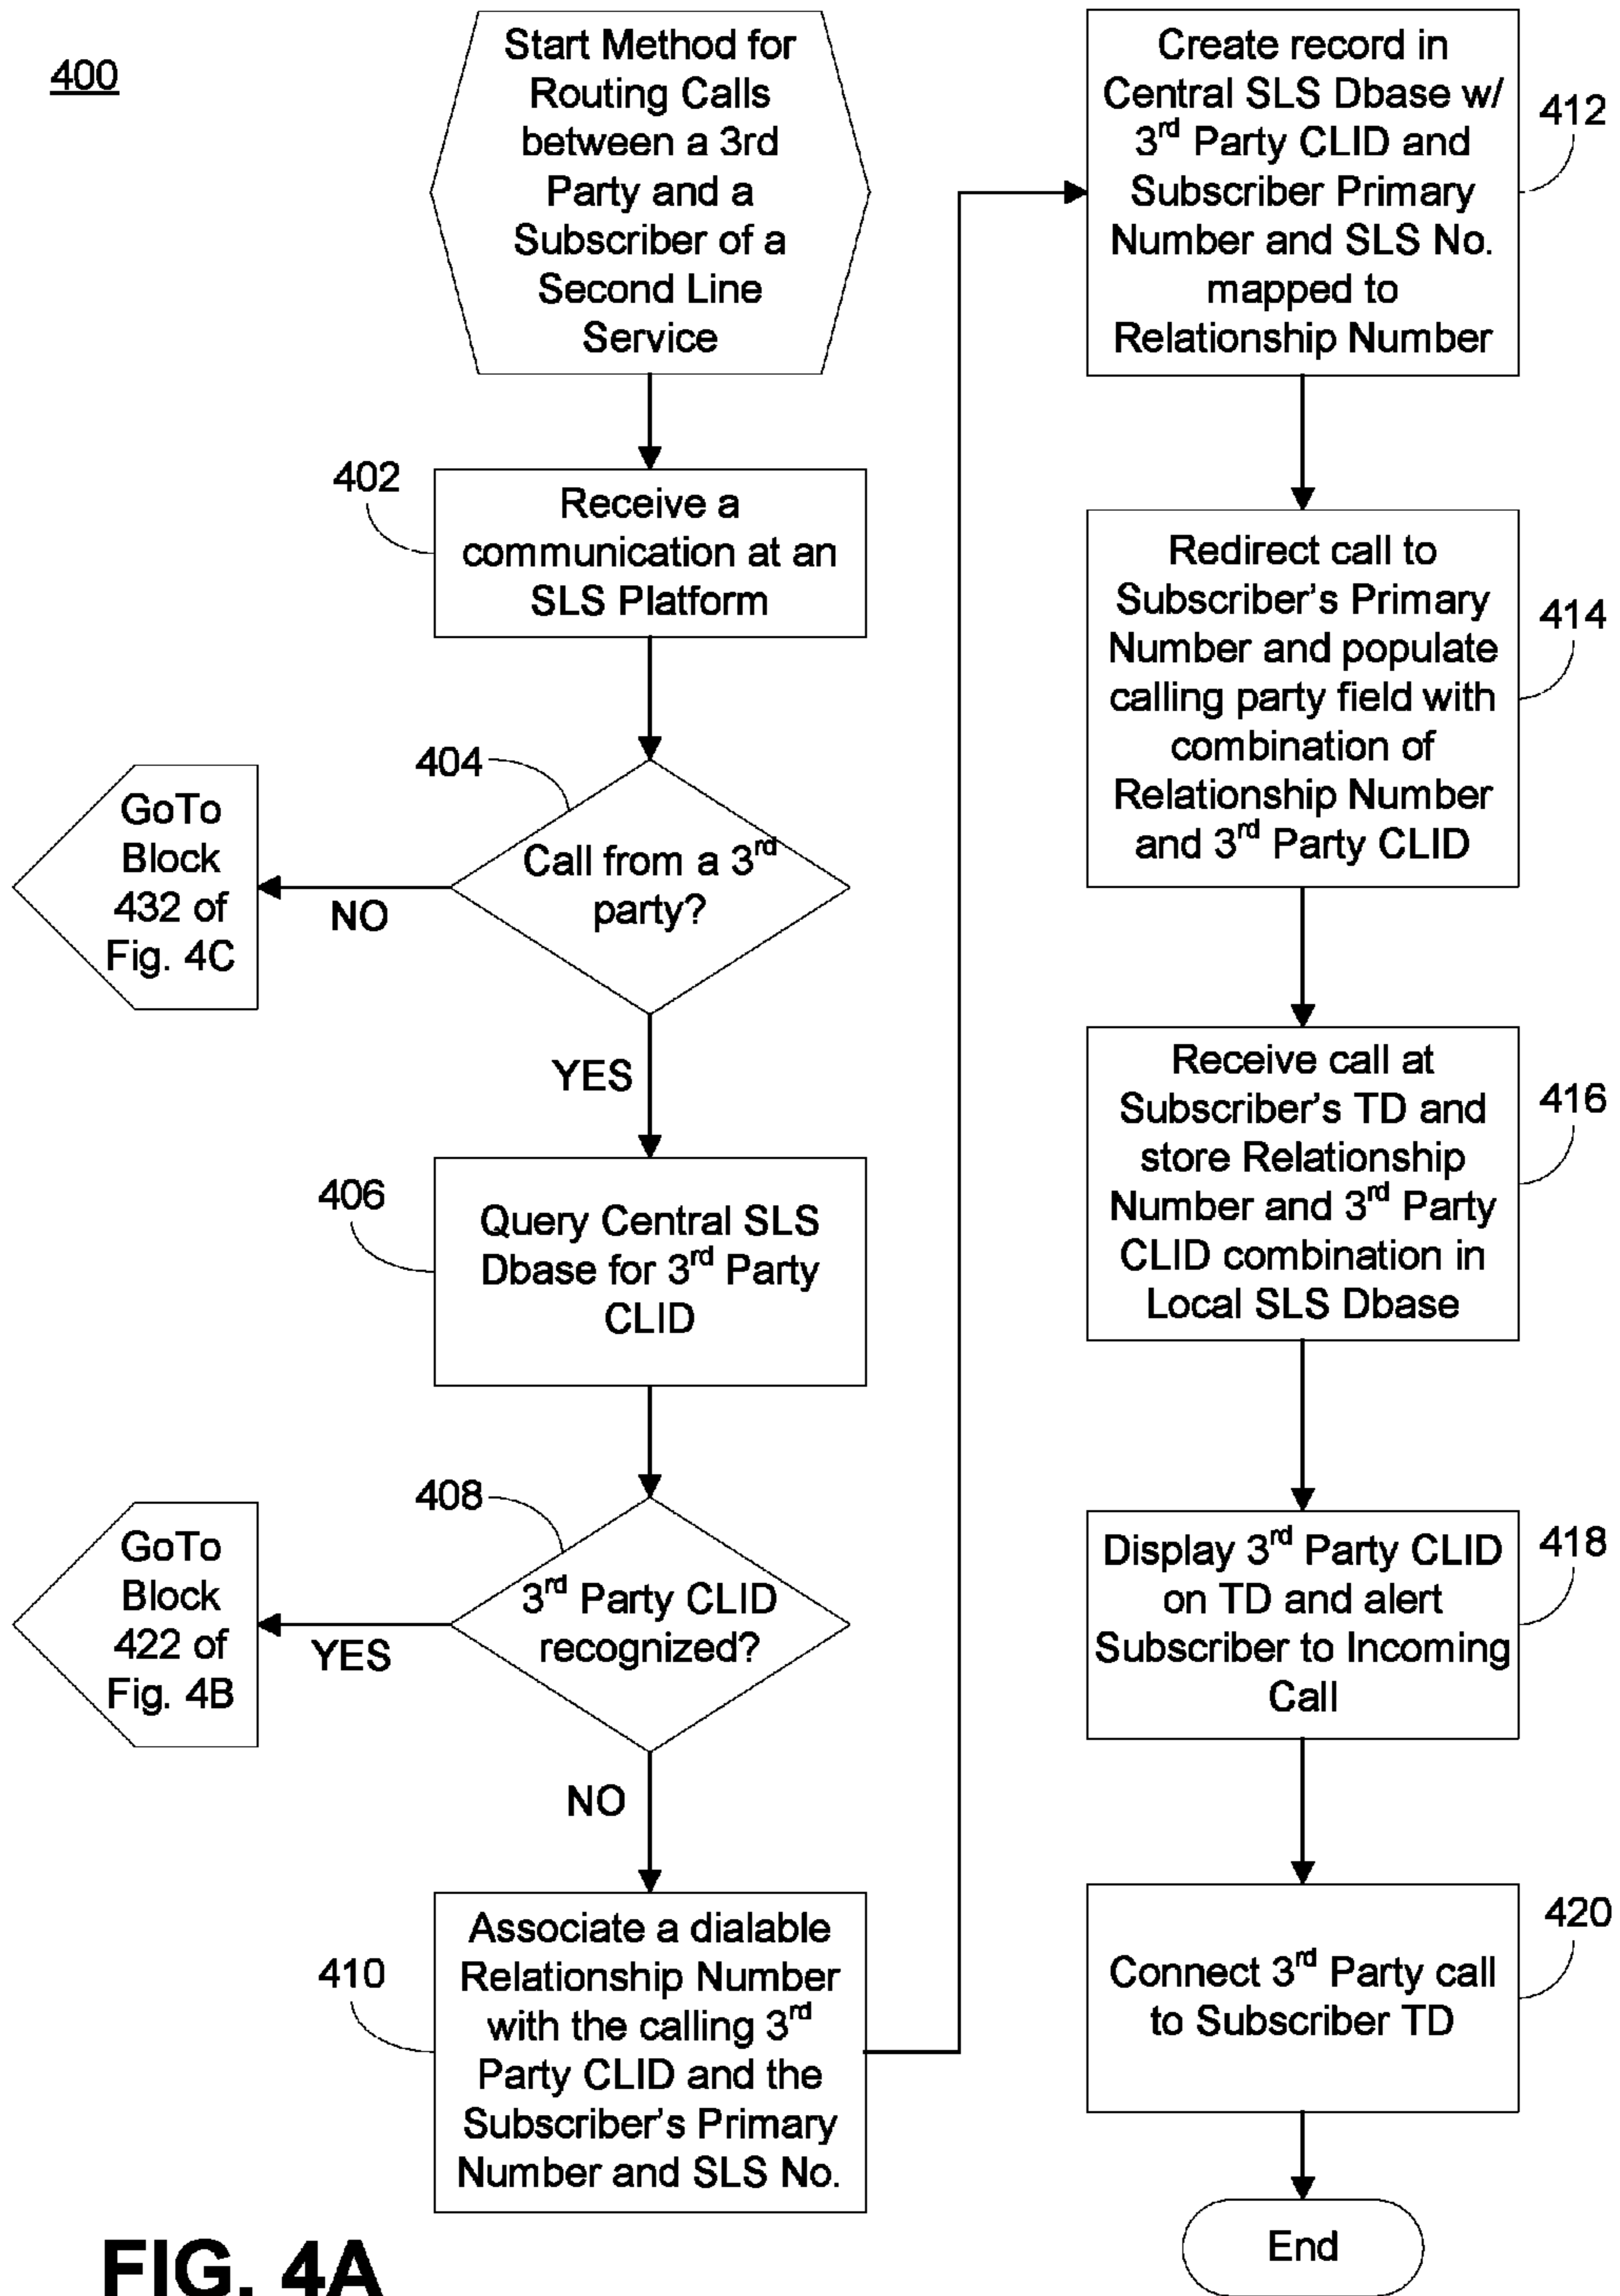 400
Start Method for
Routing Calls
between a 3rd
Party and a
Subscriber of a
Second Line
Service
402
Receive a
communication at an
SLS Platform
404
Call from a 3rd
party?
NO
GoTo
Block
432 of
Fig. 4C
YES
406
Query Central SLS
Dbase for 3rd Party
CLID
408
3rd Party CLID
recognized?
YES
GoTo
Block
422 of
Fig. 4B
NO
410
Associate a dialable
Relationship Number
with the calling 3rd
Party CLID and the
Subscriber's Primary
Number and SLS No.
412
Create record in
Central SLS Dbase w/
3rd Party CLID and
Subscriber Primary
Number and SLS No.
mapped to
Relationship Number
414
Redirect call to
Subscriber's Primary
Number and populate
calling party field with
combination of
Relationship Number
and 3rd Party CLID
416
Receive call at
Subscriber's TD and
store Relationship
Number and 3rd Party
CLID combination in
Local SLS Dbase
418
Display 3rd Party CLID
on TD and alert
Subscriber to Incoming
Call
420
Connect 3rd Party call
to Subscriber TD
End
FIG. 4A